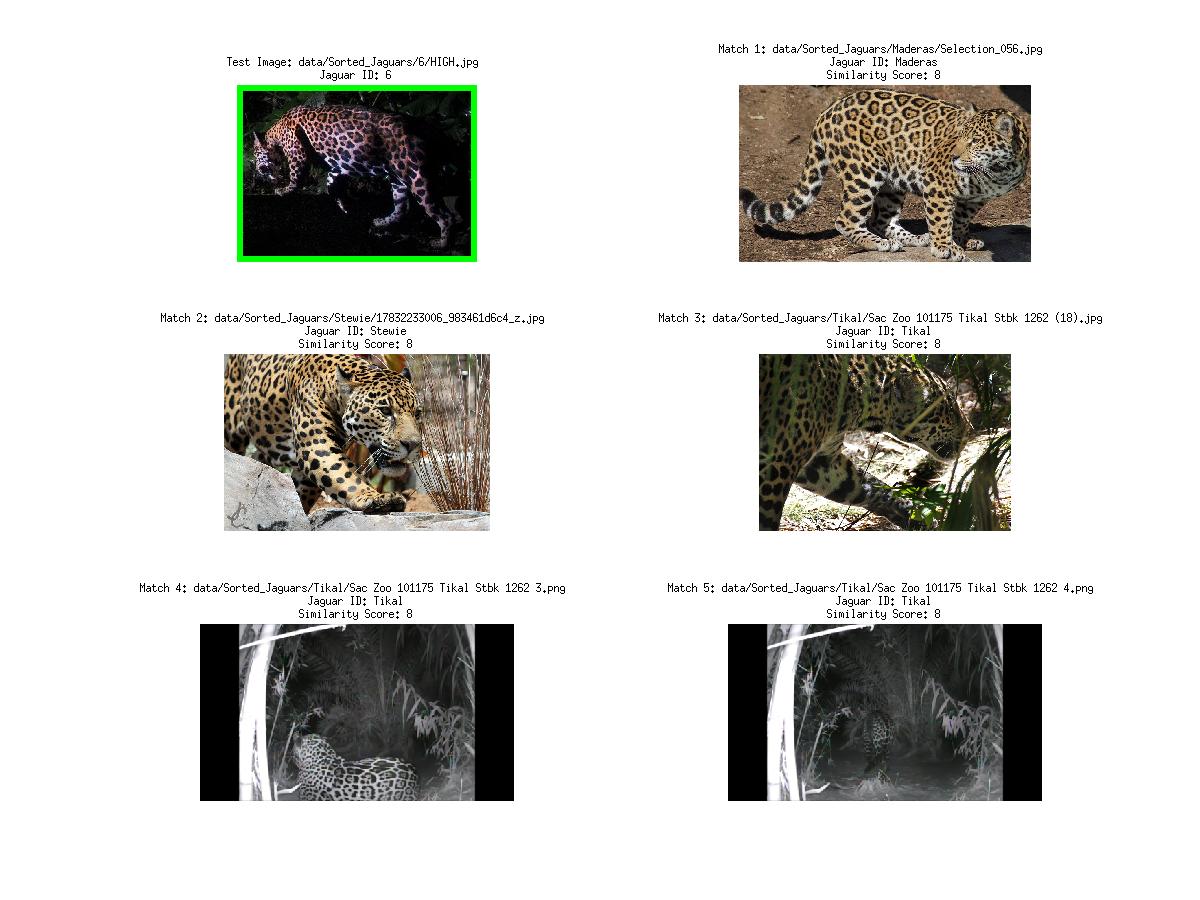 Test Image: data/Sorted_Jaguars/6/HIGH.jpg
Jaguar ID: 6
Match 1: data/Sorted_Jaguars/Maderas/Selection_056.jpg
Jaguar ID: Maderas
Similarity Score: 8
Match 2: data/Sorted_Jaguars/Stewie/17832233006_983461d6c4_z.jpg
Jaguar ID: Stewie
Similarity Score: 8
Match 3: data/Sorted_Jaguars/Tikal/Sac Zoo 101175 Tikal Stbk 1262 (18).jpg
Jaguar ID: Tikal
Similarity Score: 8
Match 4: data/Sorted_Jaguars/Tikal/Sac Zoo 101175 Tikal Stbk 1262 3.png
Jaguar ID: Tikal
Similarity Score: 8
Match 5: data/Sorted_Jaguars/Tikal/Sac Zoo 101175 Tikal Stbk 1262 4.png
Jaguar ID: Tikal
Similarity Score: 8